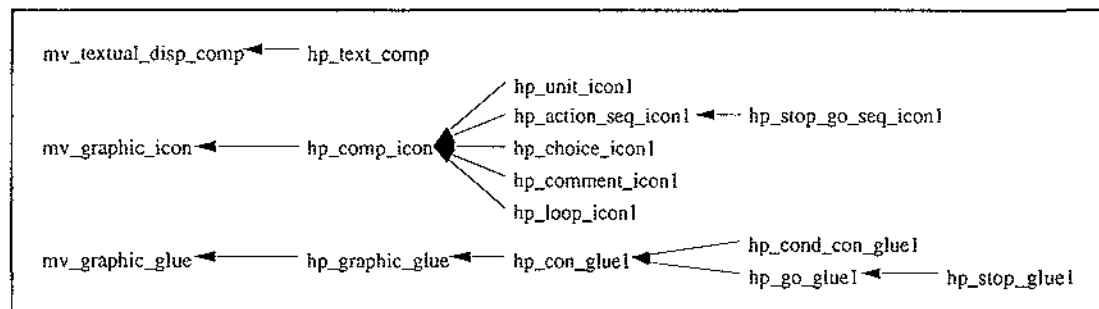 mv_textual_disp_comp hp_text_comp
hp_unit_icon1
hp_action_seq_icon1 hp_stop_go_seq_icon1
mv_graphic_icon hp_comp_icon hp_choice_icon1
hp_comment_icon1
hp_loop_icon1
hp_cond_con_glue1
mv_graphic_glue hp_graphic_glue hp_con_glue1
hp_go_glue1 hp_stop_glue1